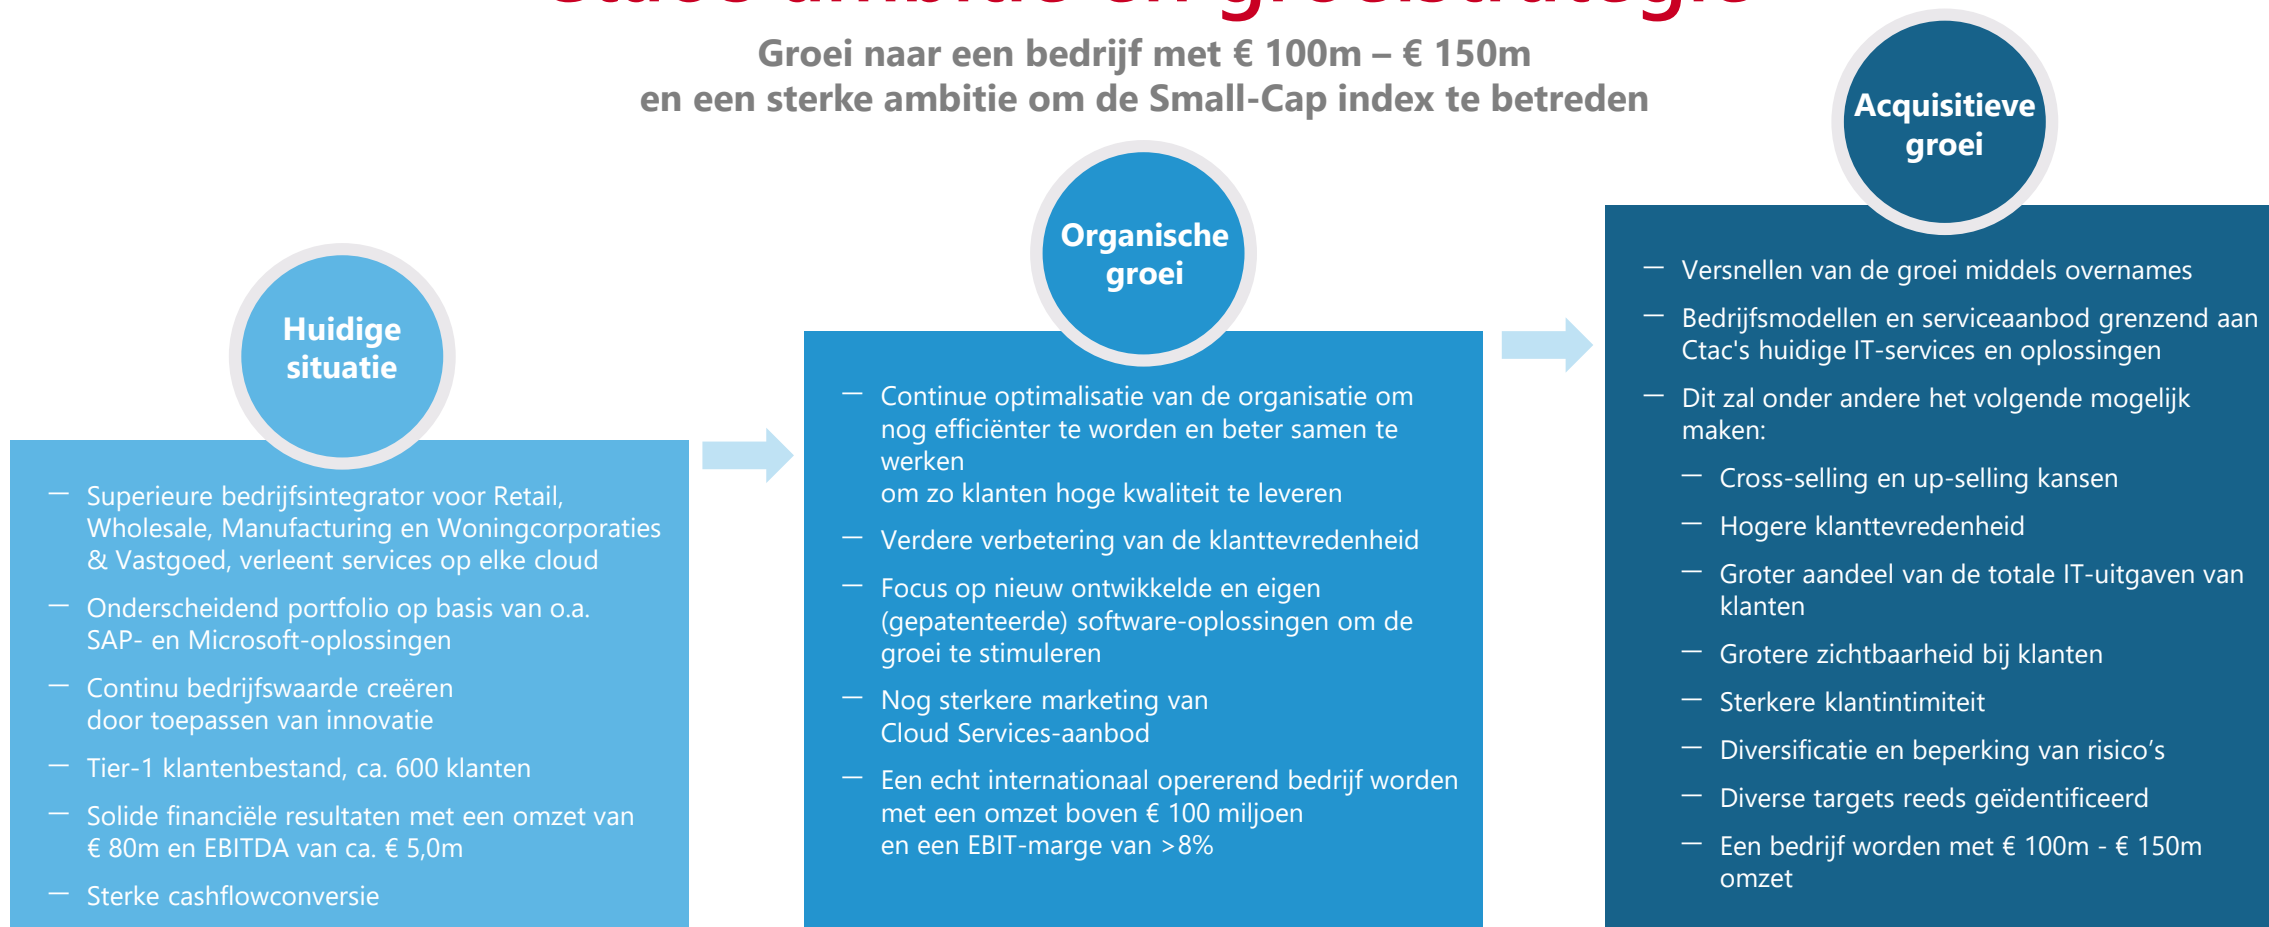 Groei naar een bedrijf met € 100m – € 150m
en een sterke ambitie om de Small-Cap index te betreden
Huidige
situatie
— Superieure bedrijfsintegrator voor Retail,
Wholesale, Manufacturing en Woningcorporaties
& Vastgoed, verleent services op elke cloud
— Onderscheidend portfolio op basis van o.a.
SAP- en Microsoft-oplossingen
— Continu bedrijfswaarde creëren
door toepassen van innovatie
— Tier-1 klantenbestand, ca. 600 klanten
— Solide financiële resultaten met een omzet van
€ 80m en EBITDA van ca. € 5,0m
— Sterke cashflowconversie
Organische
groei
— Continue optimalisatie van de organisatie om
nog efficiënter te worden en beter samen te
werken
om zo klanten hoge kwaliteit te leveren
— Verdere verbetering van de klanttevredenheid
— Focus op nieuw ontwikkelde en eigen
(gepatenteerde) software-oplossingen om de
groei te stimuleren
— Nog sterkere marketing van
Cloud Services-aanbod
— Een echt internationaal opererend bedrijf worden
met een omzet boven € 100 miljoen
en een EBIT-marge van >8%
Acquisitieve
groei
— Versnellen van de groei middels overnames
— Bedrijfsmodellen en serviceaanbod grenzend aan
Ctac's huidige IT-services en oplossingen
— Dit zal onder andere het volgende mogelijk
maken:
— Cross-selling en up-selling kansen
— Hogere klanttevredenheid
— Groter aandeel van de totale IT-uitgaven van
klanten
— Grotere zichtbaarheid bij klanten
— Sterkere klantintimiteit
— Diversificatie en beperking van risico’s
— Diverse targets reeds geïdentificeerd
— Een bedrijf worden met € 100m - € 150m
omzet